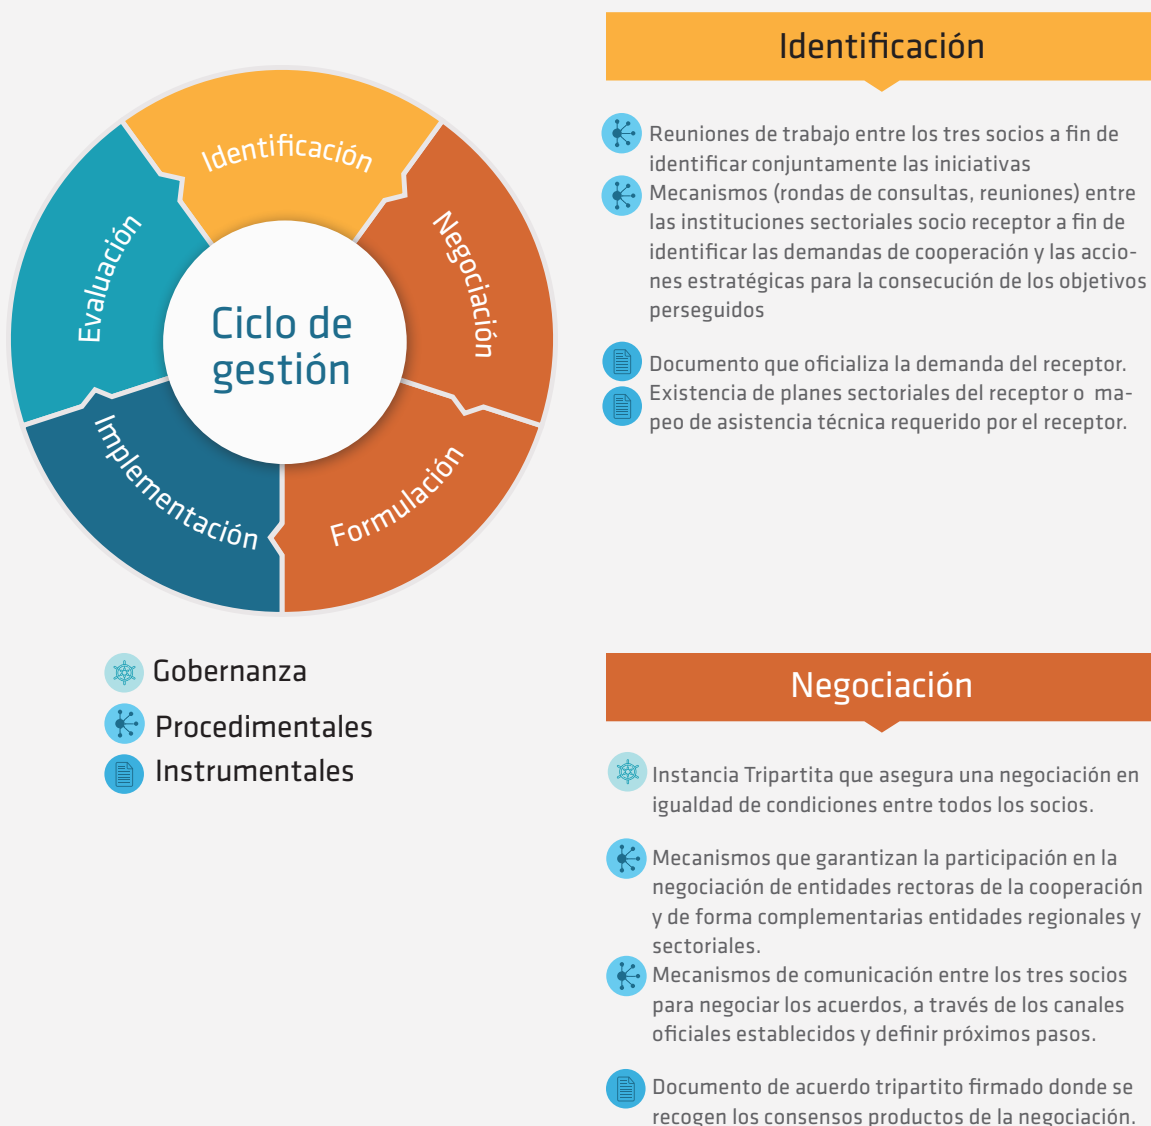 Identificación
Negociación
Formulación
Implementación
Evaluación
Ciclo de
gestión
Gobernanza
Procedimentales
Instrumentales
Identificación
Reuniones de trabajo entre los tres socios a fin de
identificar conjuntamente las iniciativas
Mecanismos (rondas de consultas, reuniones) entre
las instituciones sectoriales socio receptor a fin de
identificar las demandas de cooperación y las accio-
nes estratégicas para la consecución de los objetivos
perseguidos
Documento que oficializa la demanda del receptor.
Existencia de planes sectoriales del receptor o ma-
peo de asistencia técnica requerido por el receptor.
Negociación
Instancia Tripartita que asegura una negociación en
igualdad de condiciones entre todos los socios.
Mecanismos que garantizan la participación en la
negociación de entidades rectoras de la cooperación
y de forma complementarias entidades regionales y
sectoriales.
Mecanismos de comunicación entre los tres socios
para negociar los acuerdos, a través de los canales
oficiales establecidos y definir próximos pasos.
Documento de acuerdo tripartito firmado donde se
recogen los consensos productos de la negociación.